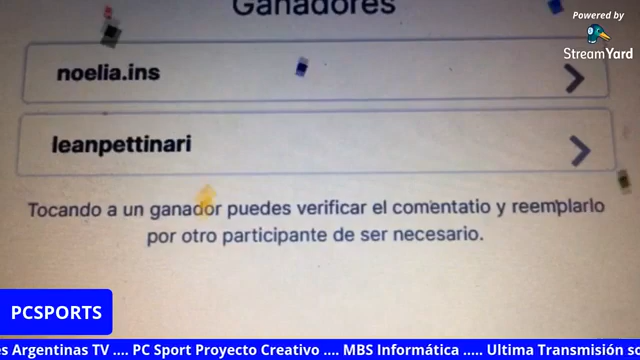 Ganadores
Powered by
StreamYard
noelia.ins
leanpettinari
Tocando a un ganador puedes verificar el comentatio y reemplarlo
por otro participante de ser necesario.
PCSPORTS
es Argentinas TV .... PC Sport Proyecto Creativo .... MBS Informática ..... Ultima Transmisión so